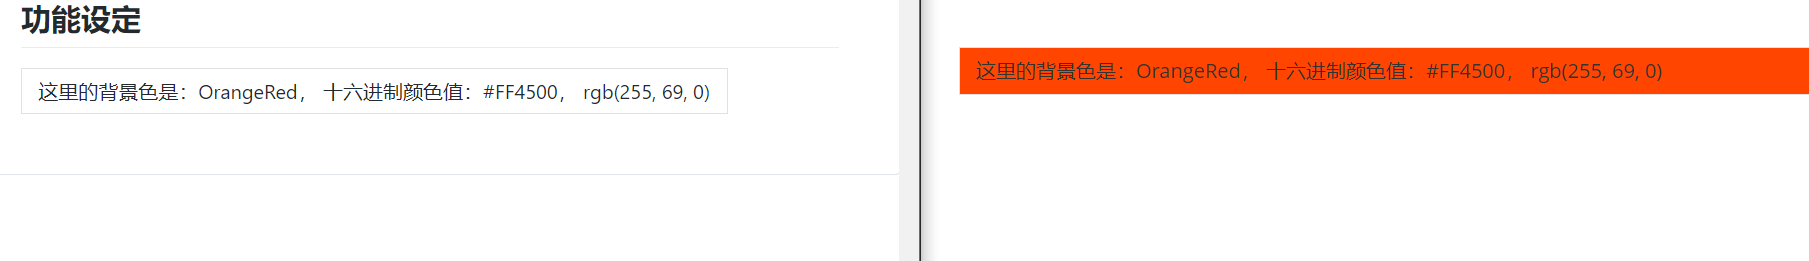 功能设定
这里的背景色是：OrangeRed， 十六进制颜色值：#FF4500， rgb(255, 69, 0)
这里的背景色是：OrangeRed， 十六进制颜色值：#FF4500， rgb(255, 69, 0)